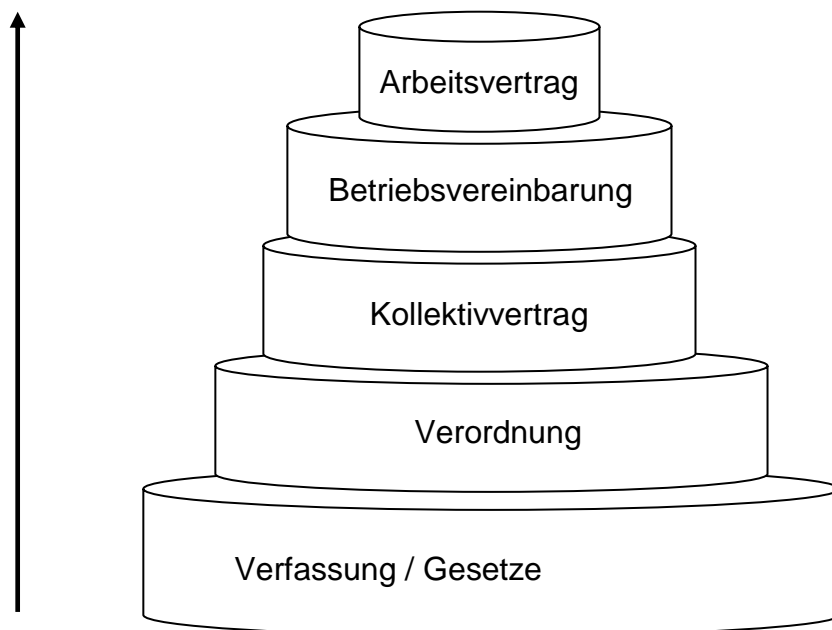 Arbeitsvertrag
Betriebsvereinbarung
Kollektivvertrag
Verordnung
Verfassung / Gesetze